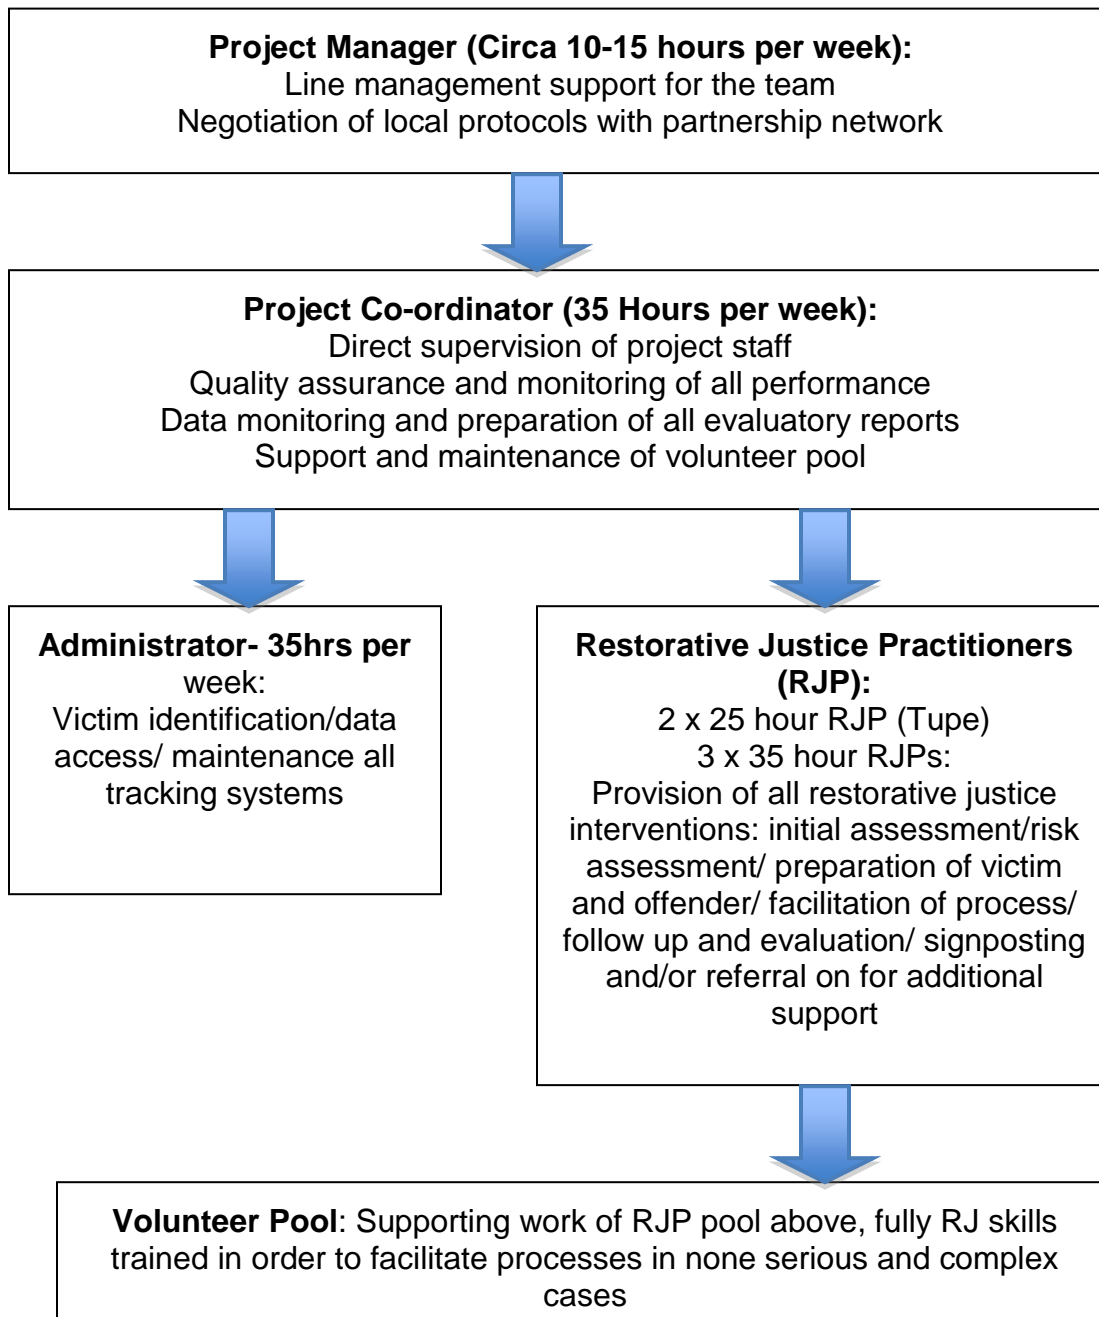 Project Manager (Circa 10-15 hours per week):
Line management support for the team
Negotiation of local protocols with partnership network
Project Co-ordinator (35 Hours per week):
Direct supervision of project staff
Quality assurance and monitoring of all performance
Data monitoring and preparation of all evaluatory reports
Support and maintenance of volunteer pool
Administrator- 35hrs per
week:
Victim identification/data
access/ maintenance all
tracking systems
Restorative Justice Practitioners
(RJP):
2 x 25 hour RJP (Tupe)
3 x 35 hour RJPs:
Provision of all restorative justice
interventions: initial assessment/risk
assessment/ preparation of victim
and offender/ facilitation of process/
follow up and evaluation/ signposting
and/or referral on for additional
support
Volunteer Pool: Supporting work of RJP pool above, fully RJ skills
trained in order to facilitate processes in none serious and complex
cases